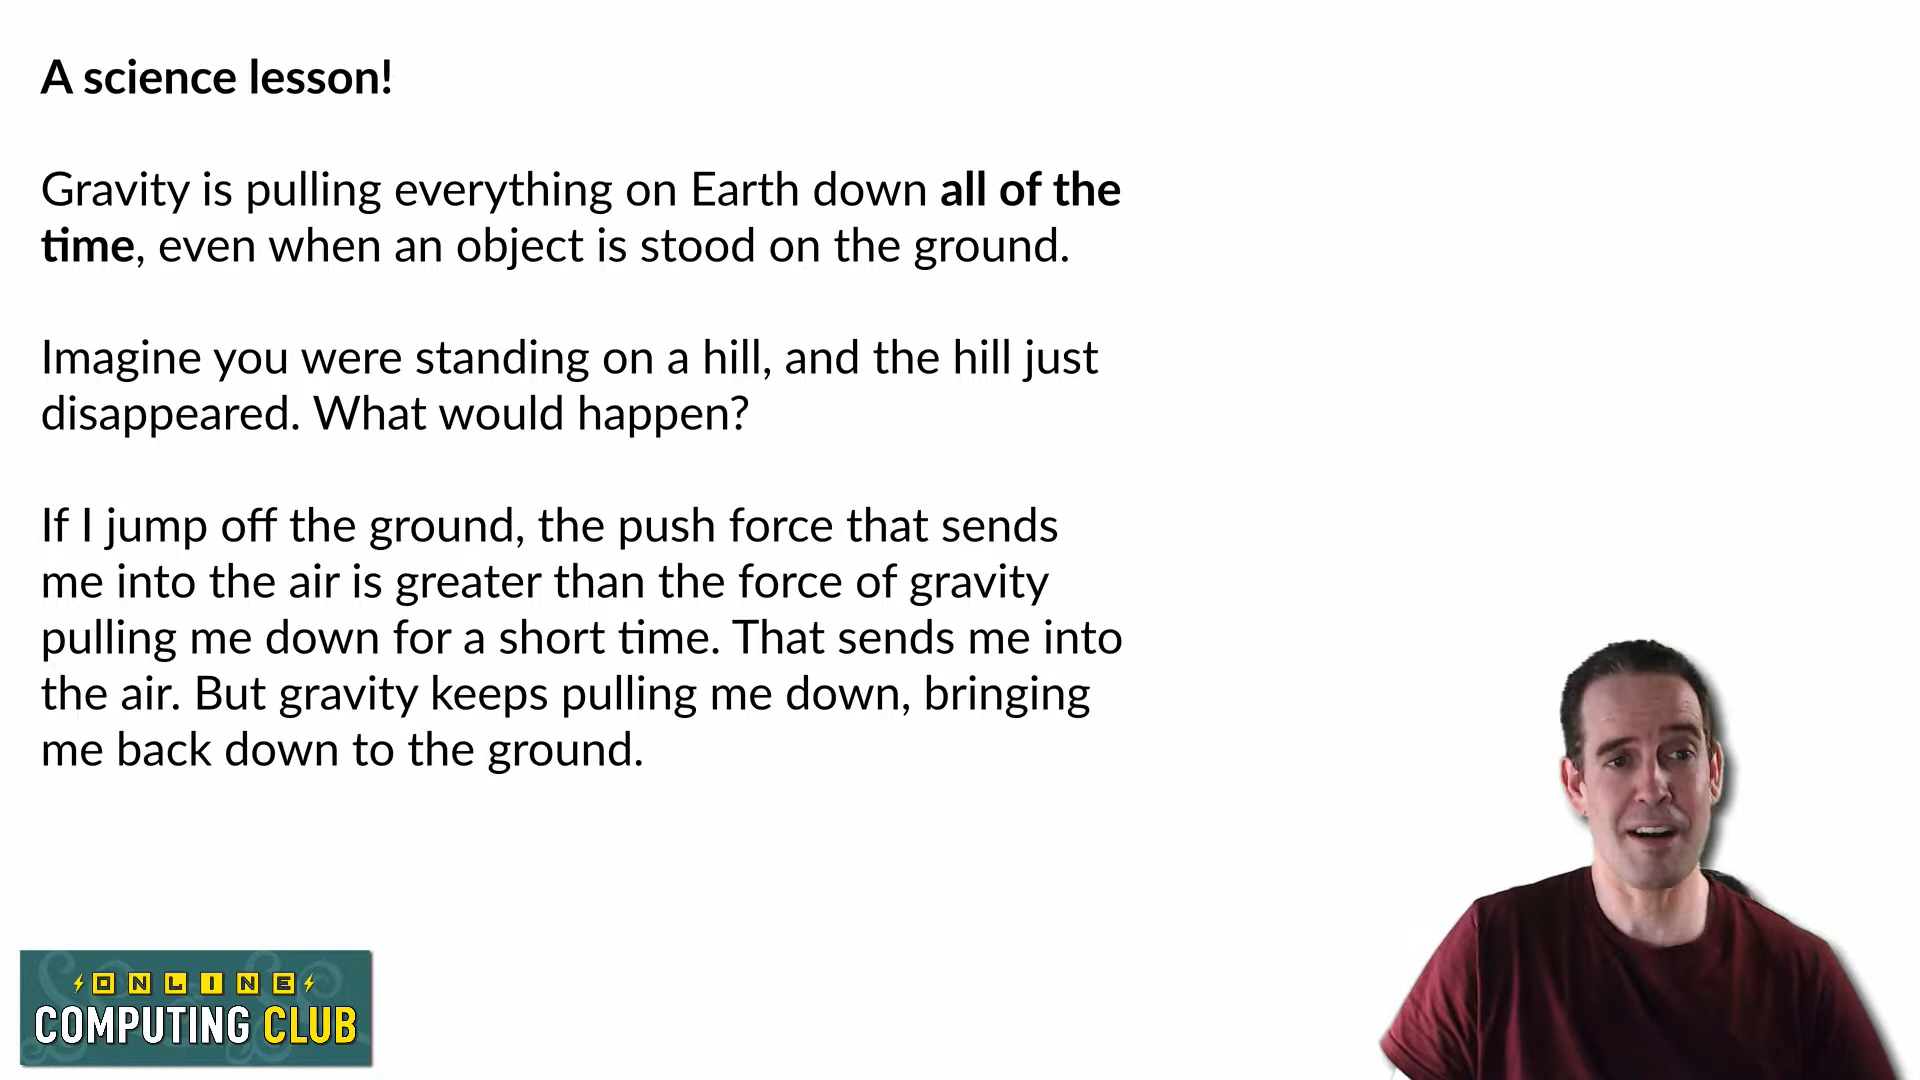 A science lesson!
Gravity is pulling everything on Earth down all of the
time, even when an object is stood on the ground.
Imagine you were standing on a hill, and the hill just
disappeared. What would happen?
If I jump off the ground, the push force that sends
me into the air is greater than the force of gravity
pulling me down for a short time. That sends me into
the air. But gravity keeps pulling me down, bringing
me back down to the ground.
ONLINE
COMPUTING CLUB